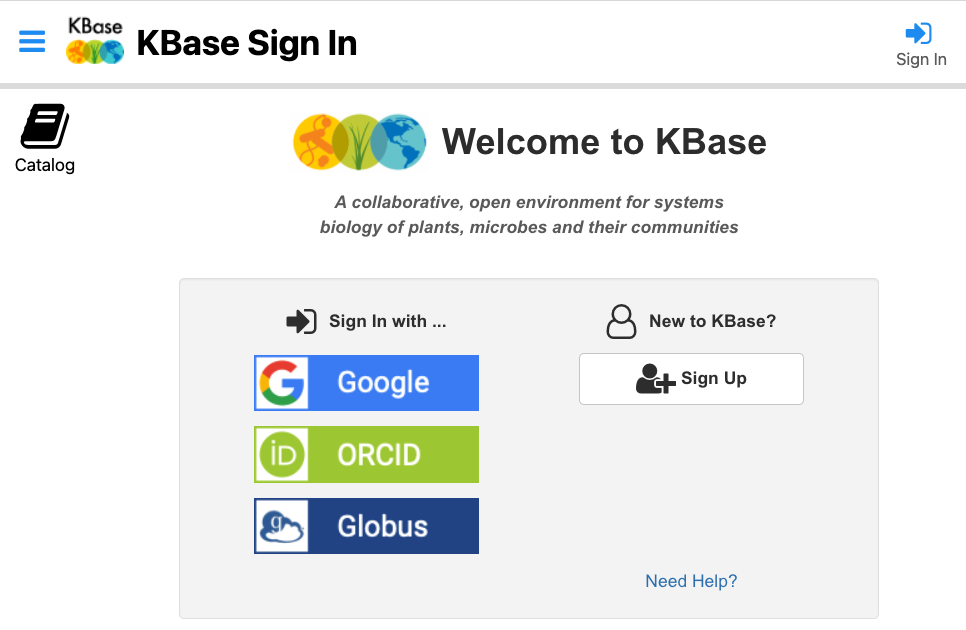 KBase
KBase Sign In
Sign In
Catalog
Welcome to KBase
A collaborative, open environment for systems
biology of plants, microbes and their communities
Sign In with ...
New to KBase?
G Google
Sign Up
iD ORCID
g Globus
Need Help?